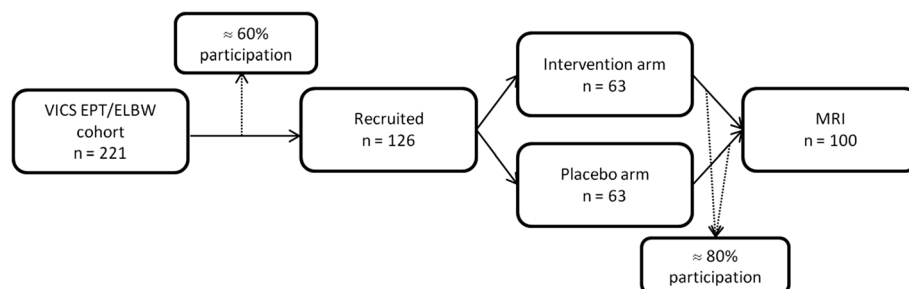 ≈ 60%
participation
VICS EPT/ELBW
cohort
n = 221
Recruited
n = 126
Intervention arm
n = 63
Placebo arm
n = 63
MRI
n = 100
≈ 80%
participation